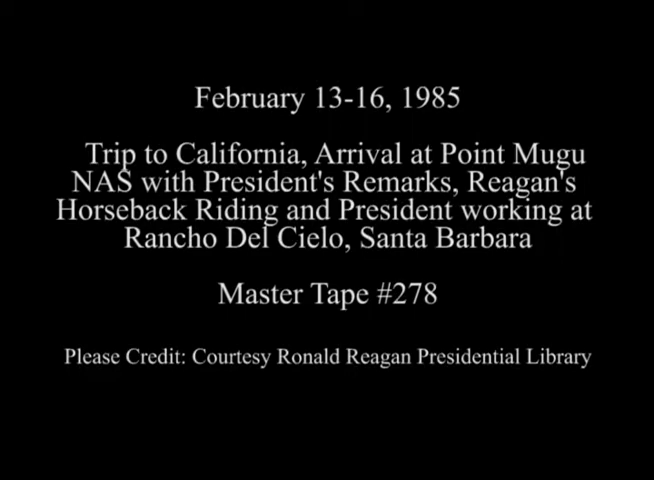 February 13-16, 1985
Trip to California, Arrival at Point Mugu
NAS with President's Remarks, Reagan's
Horseback Riding and President working at
Rancho Del Cielo, Santa Barbara
Master Tape #278
Please Credit: Courtesy Ronald Reagan Presidential Library